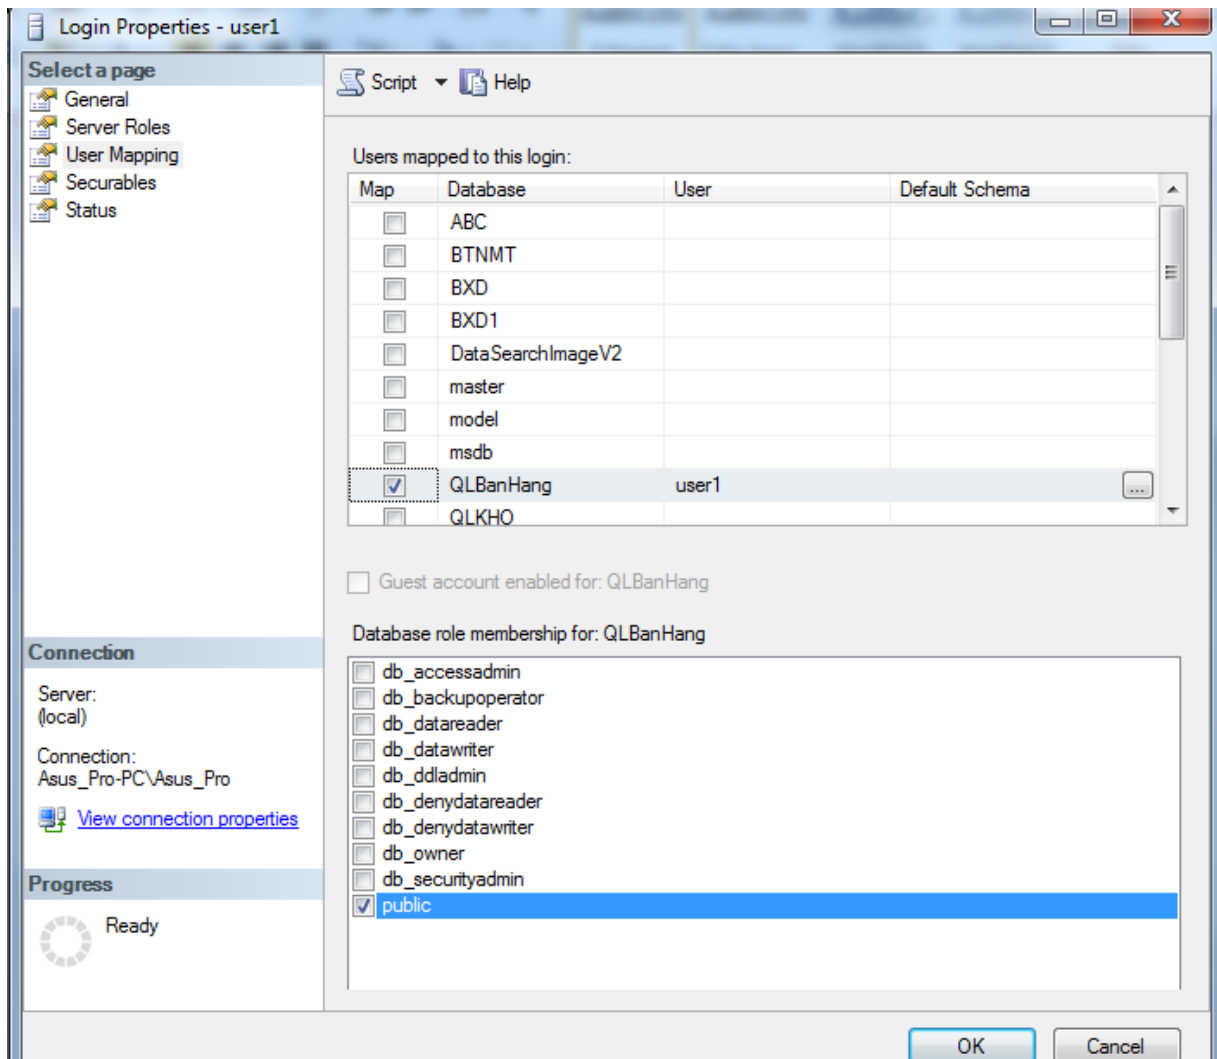 Login Properties - user1
Select a page
General
Server Roles
User Mapping
Securables
Status
Script Help
Users mapped to this login:
Map Database User Default Schema
ABC
BTNMT
BXD
BXD1
DataSearchImageV2
master
model
msdb
QLBanHang user1 ...
QLKHO
Guest account enabled for: QLBanHang
Database role membership for: QLBanHang
db_accessadmin
db_backupoperator
db_datareader
db_datawriter
db_ddladmin
db_denydatareader
db_denydatawriter
db_owner
db_securityadmin
public
Connection
Server:
(local)
Connection:
Asus_Pro-PC\Asus_Pro
View connection properties
Progress
Ready
OK Cancel